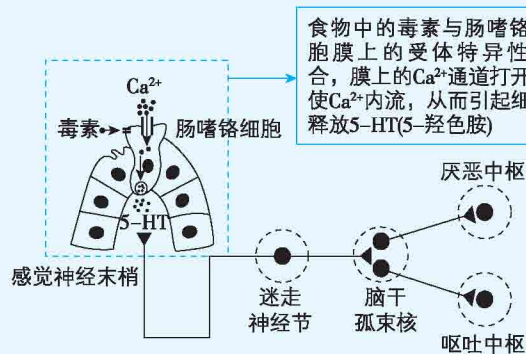 食物中的毒素与肠嗜铬
胞膜上的受体特异性
合，膜上的Ca²⁺通道打开
使Ca²⁺内流，从而引起细
释放5-HT(5-羟色胺)
Ca²⁺
毒素
肠嗜铬细胞
5-HT
感觉神经末梢
迷走
神经节
脑干
孤束核
厌恶中枢
呕吐中枢